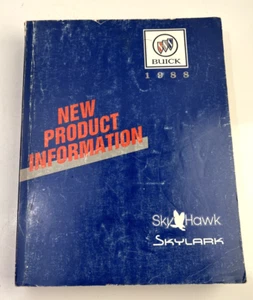 BUICK
1988
NEW
PRODUCT
INFORMATION
SkyHawk
SKYLARK